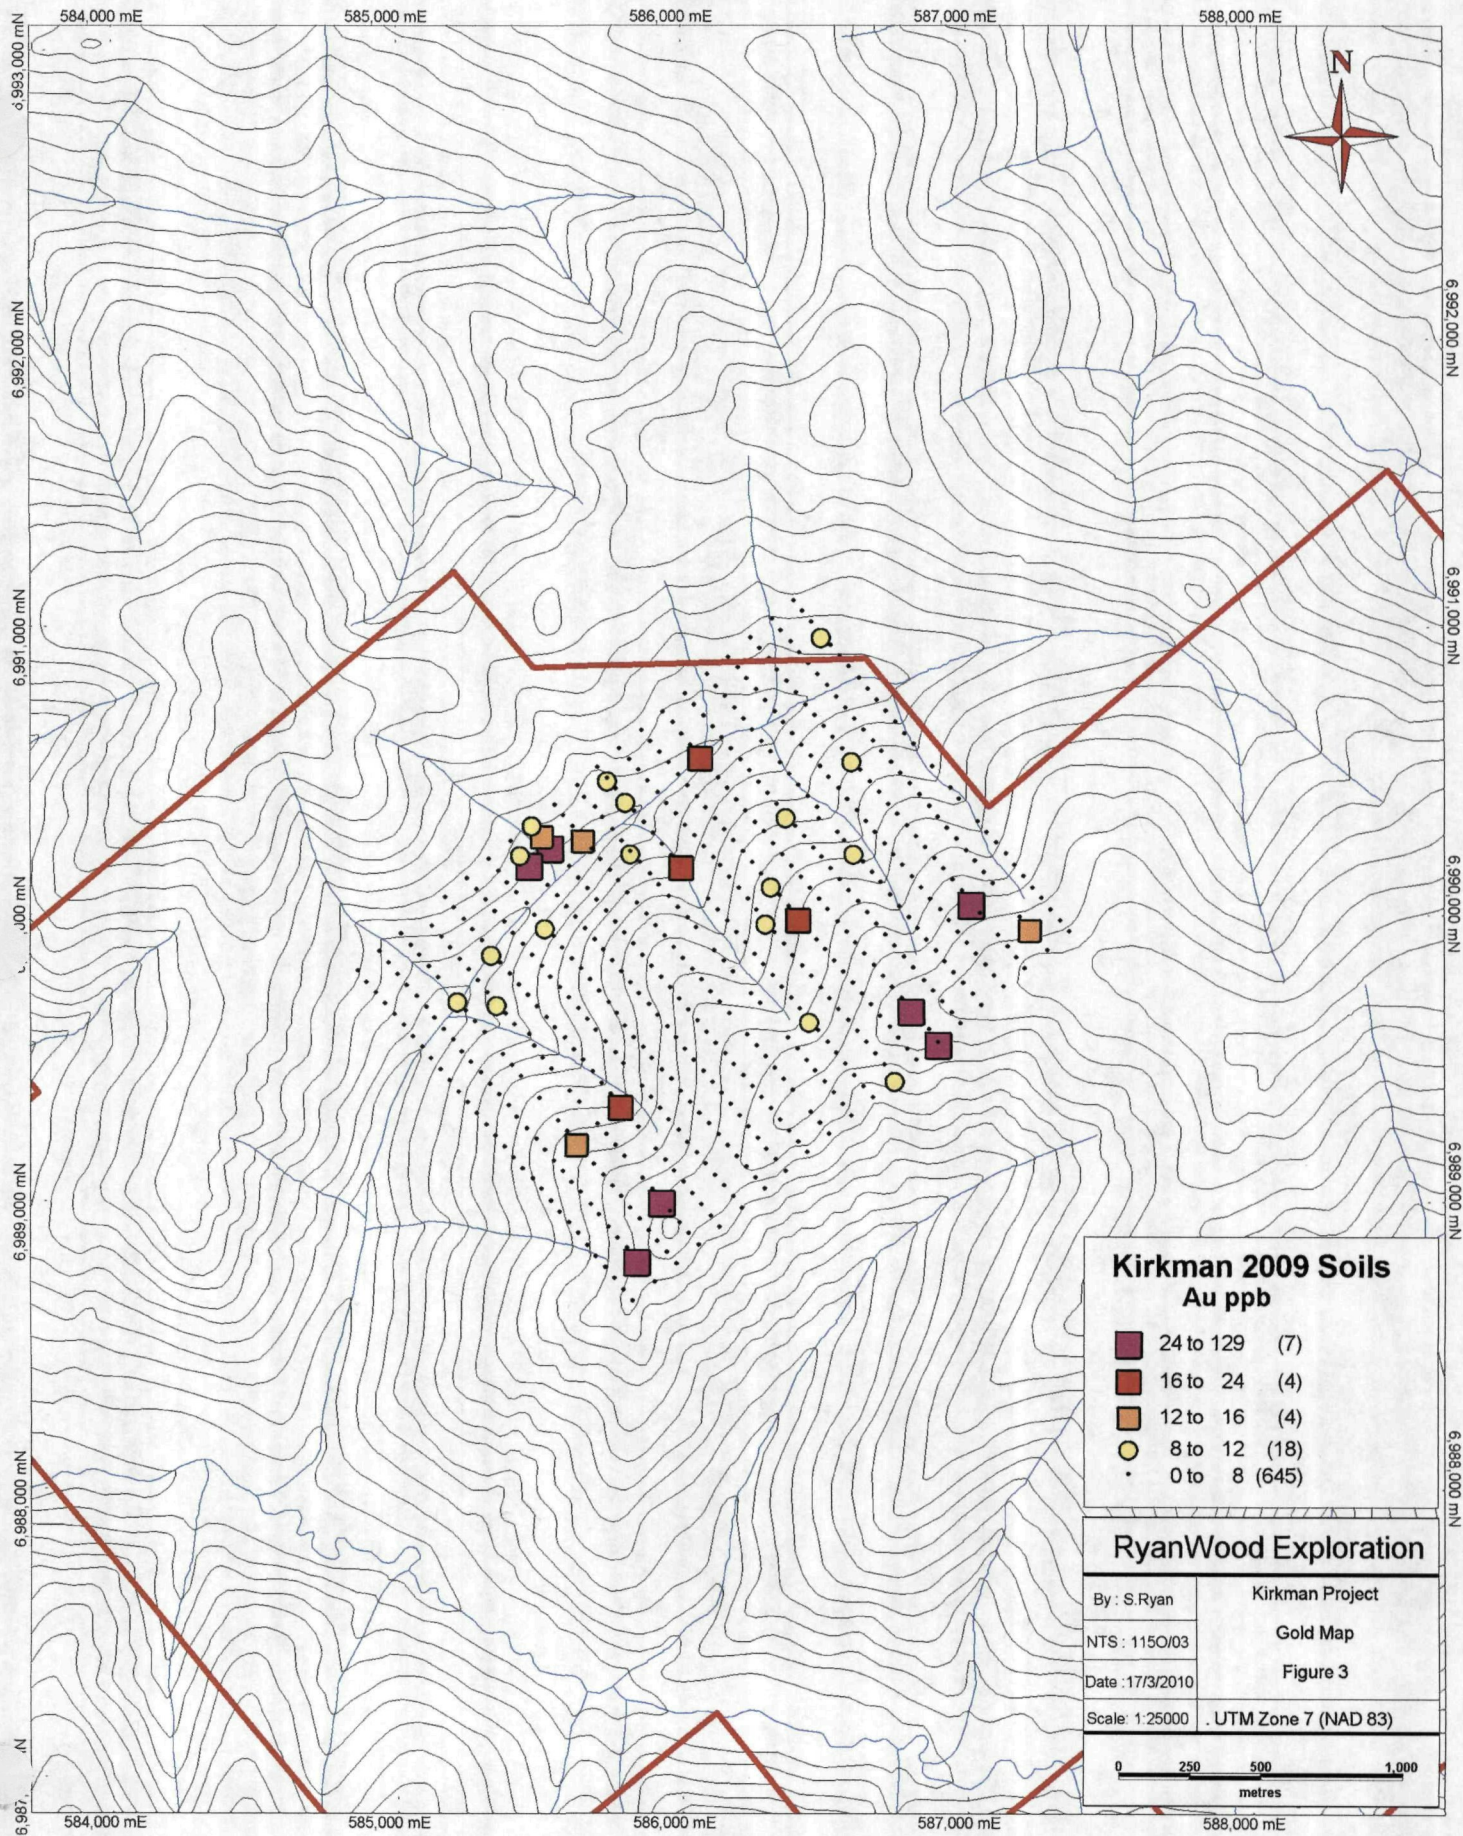 584,000 mE 585,000 mE 586,000 mE 587,000 mE 588,000 mE
N
6,992,000 mN
6,992,000 mN
6,991,000 mN
6,991,000 mN
6,990,000 mN
6,989,000 mN
6,989,000 mN
6,988,000 mN
6,988,000 mN
Kirkman 2009 Soils
Au ppb
24 to 129 (7)
16 to 24 (4)
12 to 16 (4)
8 to 12 (18)
0 to 8 (645)
RyanWood Exploration
By : S.Ryan
Kirkman Project
NTS : 115O/03
Gold Map
Date :17/3/2010
Figure 3
Scale: 1:25000
. UTM Zone 7 (NAD 83)
0 250 500 1,000
metres
584,000 mE 585,000 mE 586,000 mE 587,000 mE 588,000 mE